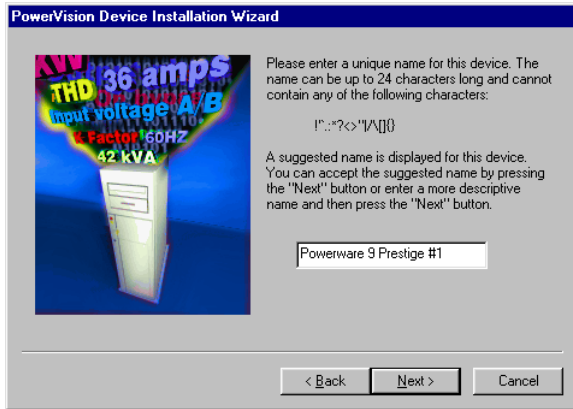 PowerVision Device Installation Wizard
KW
THD 36 amps
Input voltage A/B
K Factor 60HZ
42 kVA
Please enter a unique name for this device. The
name can be up to 24 characters long and cannot
contain any of the following characters:
!".:*?<>"|/\[]{}
A suggested name is displayed for this device.
You can accept the suggested name by pressing
the "Next" button or enter a more descriptive
name and then press the "Next" button.
Powerware 9 Prestige #1
< Back
Next >
Cancel